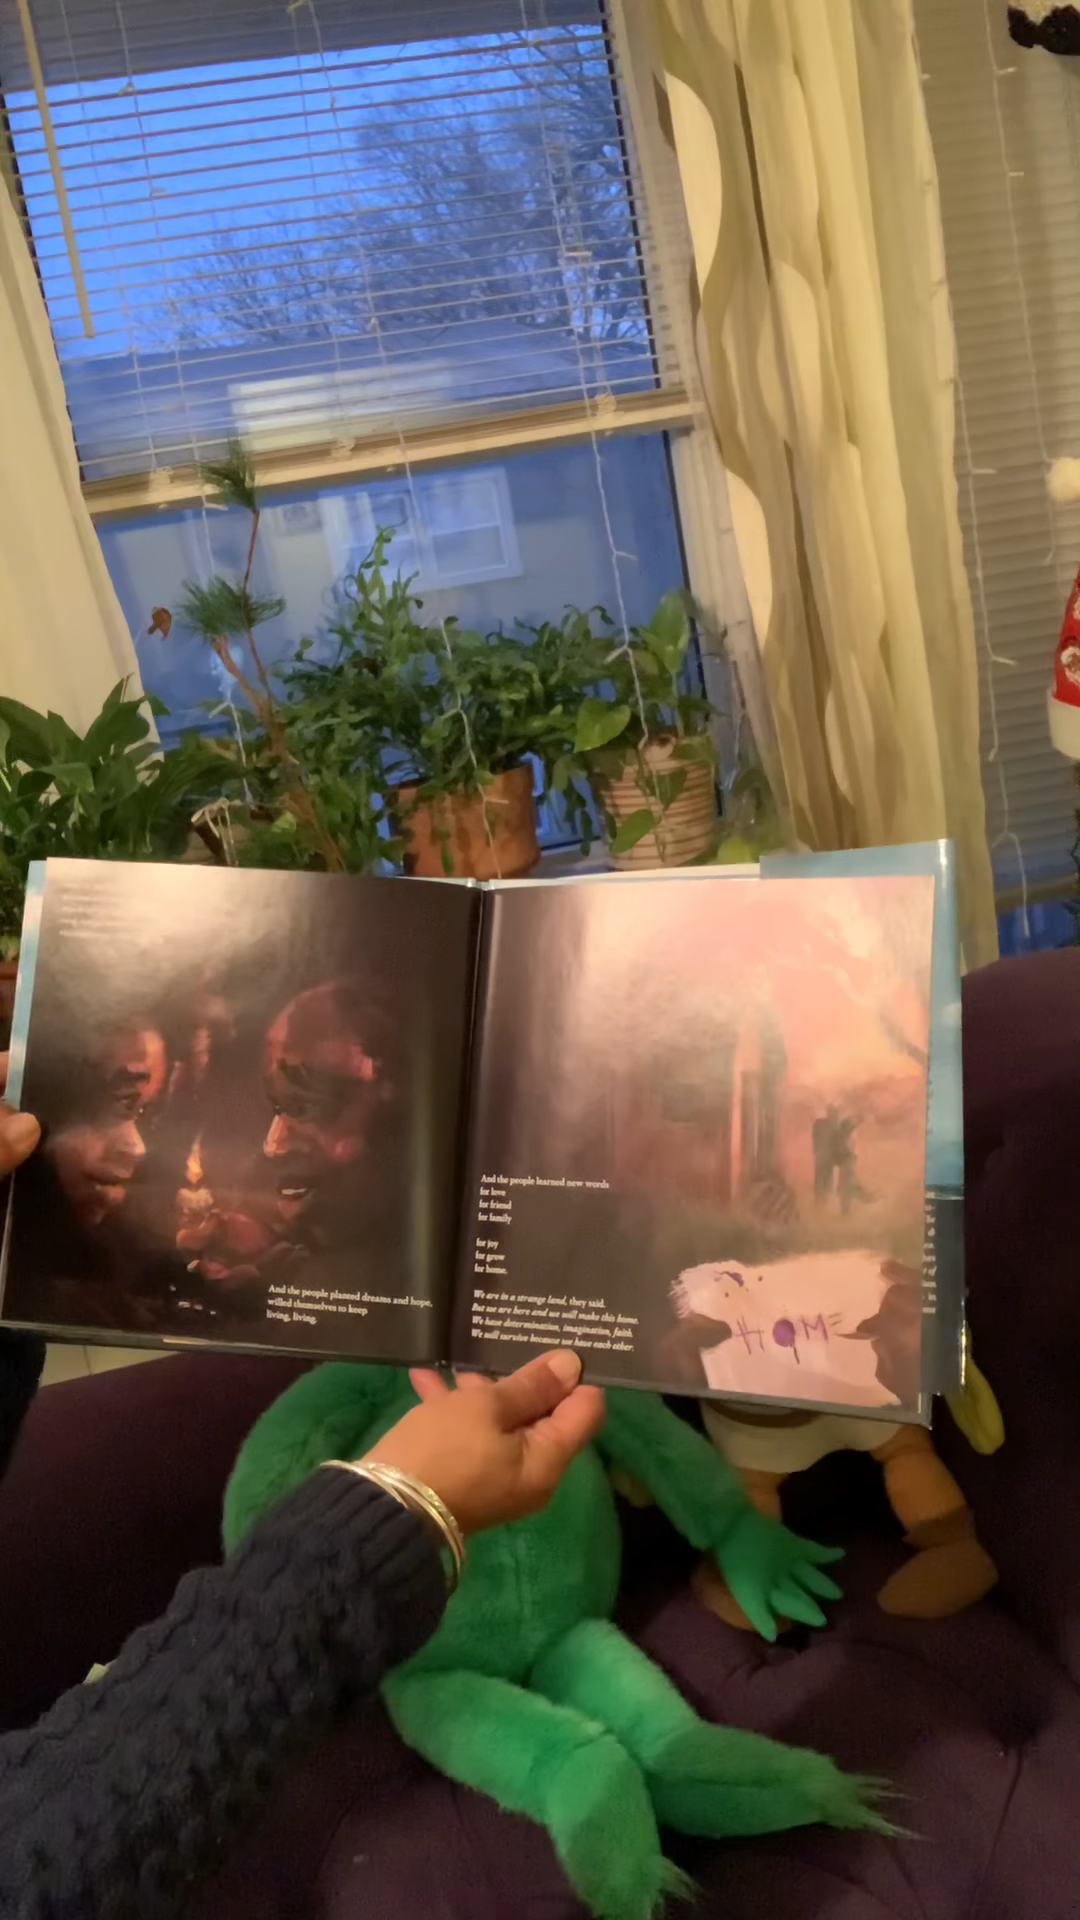 And the people planted dreams and hope,
willed themselves to keep
living, living.
And the people learned new words
for love
for friend
for family
for joy
for grow
for home.
We are in a strange land, they said.
But we are here and we will make this home.
We have determination, imagination, faith.
We will survive because we have each other.
HOME